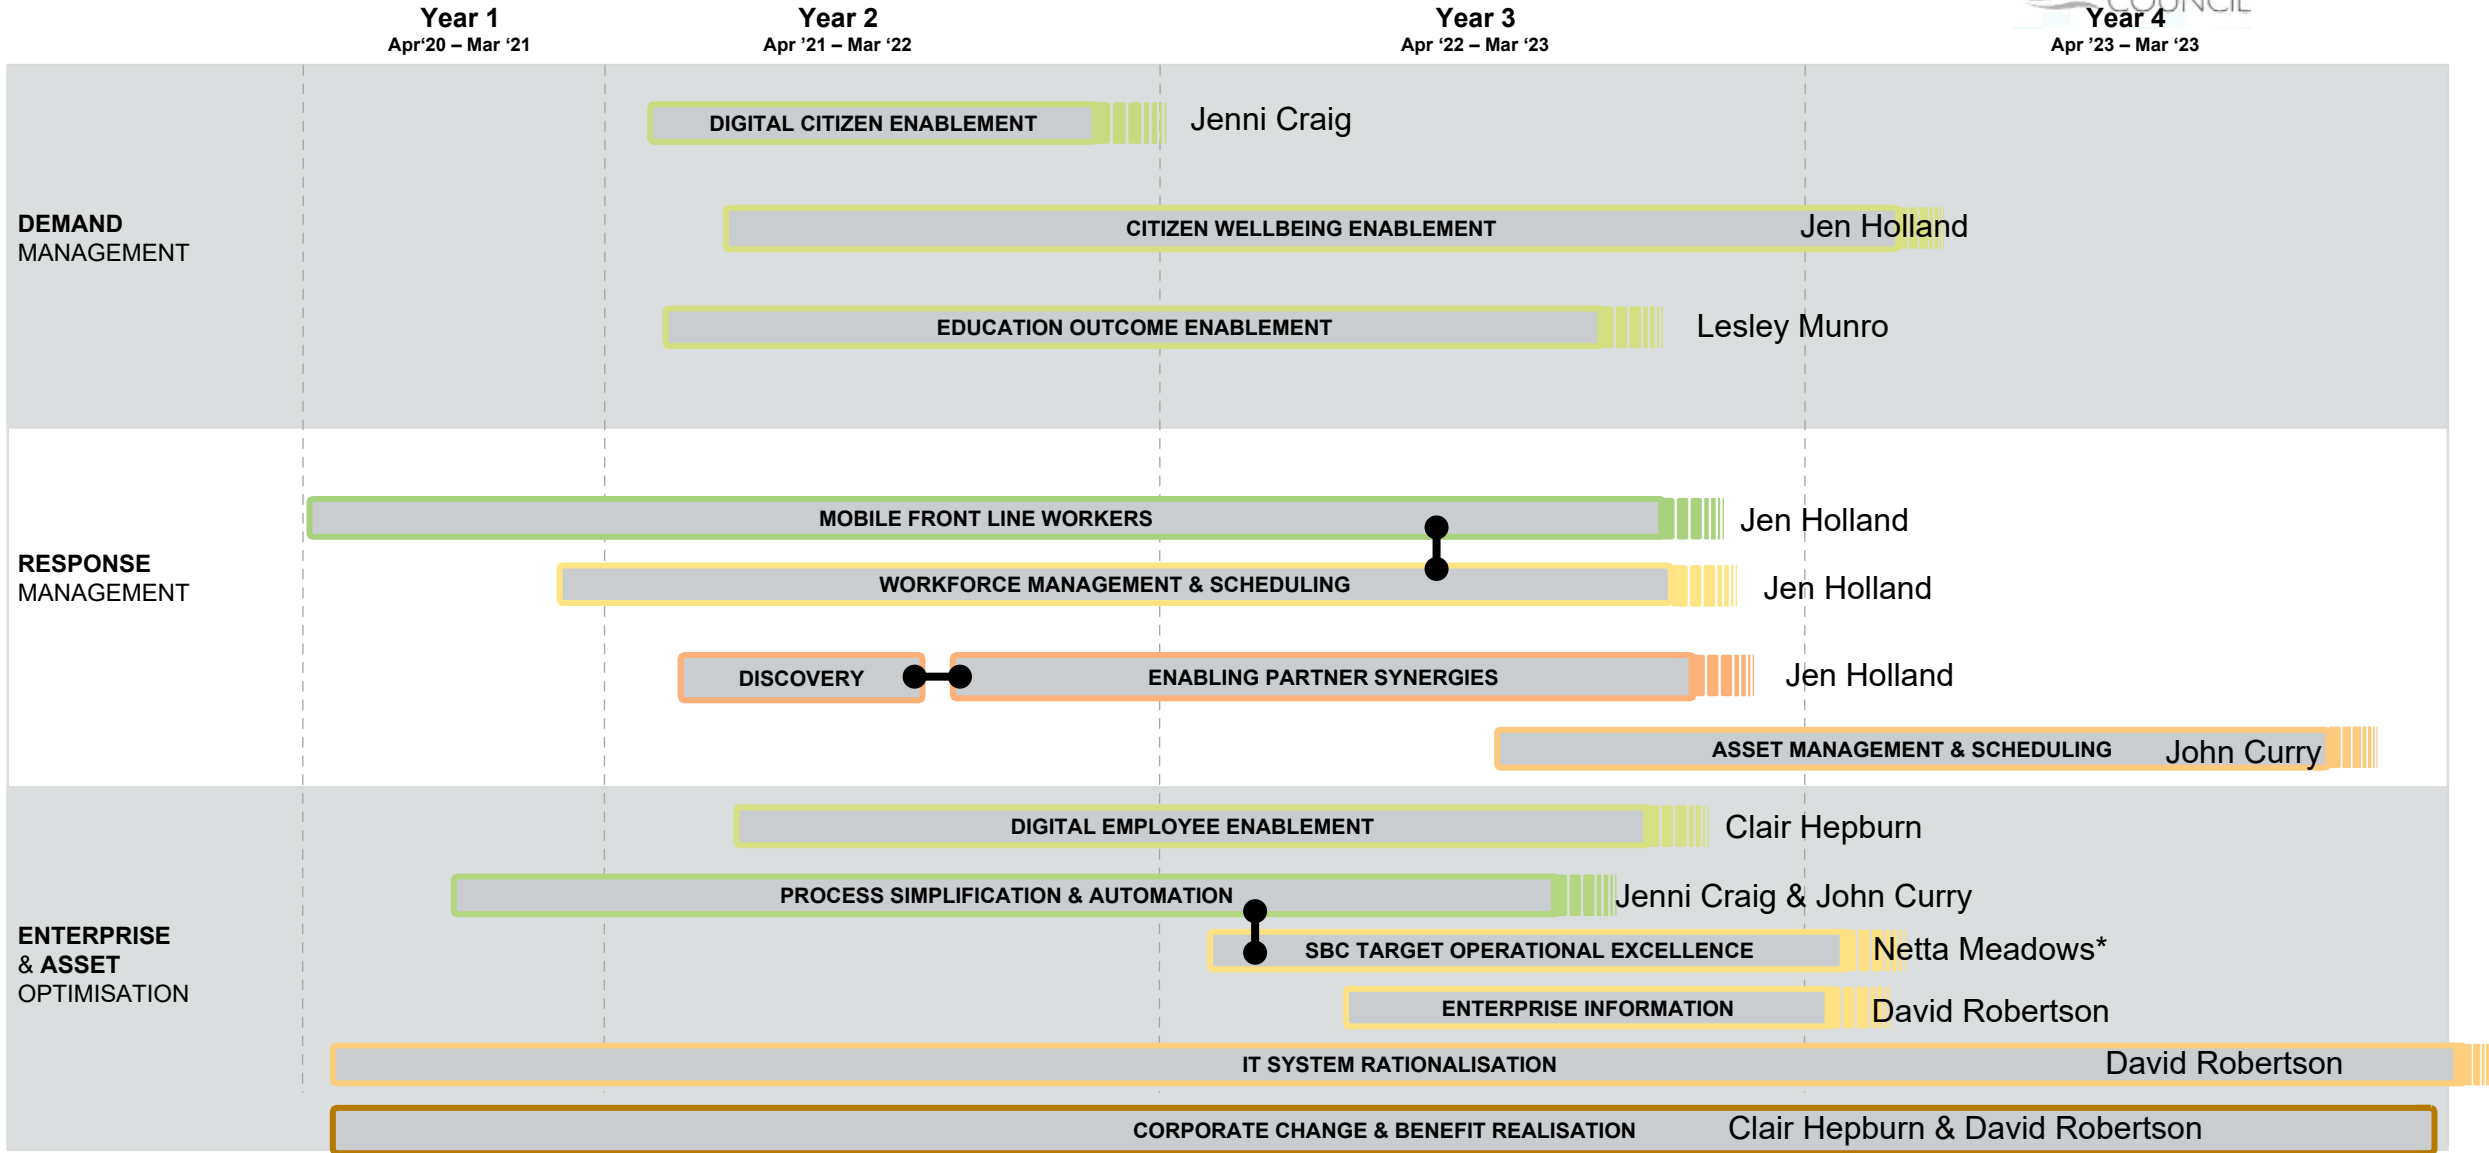 COUNCIL
Year 1
Apr‘20 – Mar ‘21
Year 2
Apr ’21 – Mar ‘22
Year 3
Apr ‘22 – Mar ‘23
Year 4
Apr ’23 – Mar ‘23
DEMAND
MANAGEMENT
DIGITAL CITIZEN ENABLEMENT
Jenni Craig
CITIZEN WELLBEING ENABLEMENT
Jen Holland
EDUCATION OUTCOME ENABLEMENT
Lesley Munro
RESPONSE
MANAGEMENT
MOBILE FRONT LINE WORKERS
Jen Holland
WORKFORCE MANAGEMENT & SCHEDULING
Jen Holland
DISCOVERY
ENABLING PARTNER SYNERGIES
Jen Holland
ASSET MANAGEMENT & SCHEDULING
John Curry
ENTERPRISE
& ASSET
OPTIMISATION
DIGITAL EMPLOYEE ENABLEMENT
Clair Hepburn
PROCESS SIMPLIFICATION & AUTOMATION
Jenni Craig & John Curry
SBC TARGET OPERATIONAL EXCELLENCE
Netta Meadows*
ENTERPRISE INFORMATION
David Robertson
IT SYSTEM RATIONALISATION
David Robertson
CORPORATE CHANGE & BENEFIT REALISATION
Clair Hepburn & David Robertson